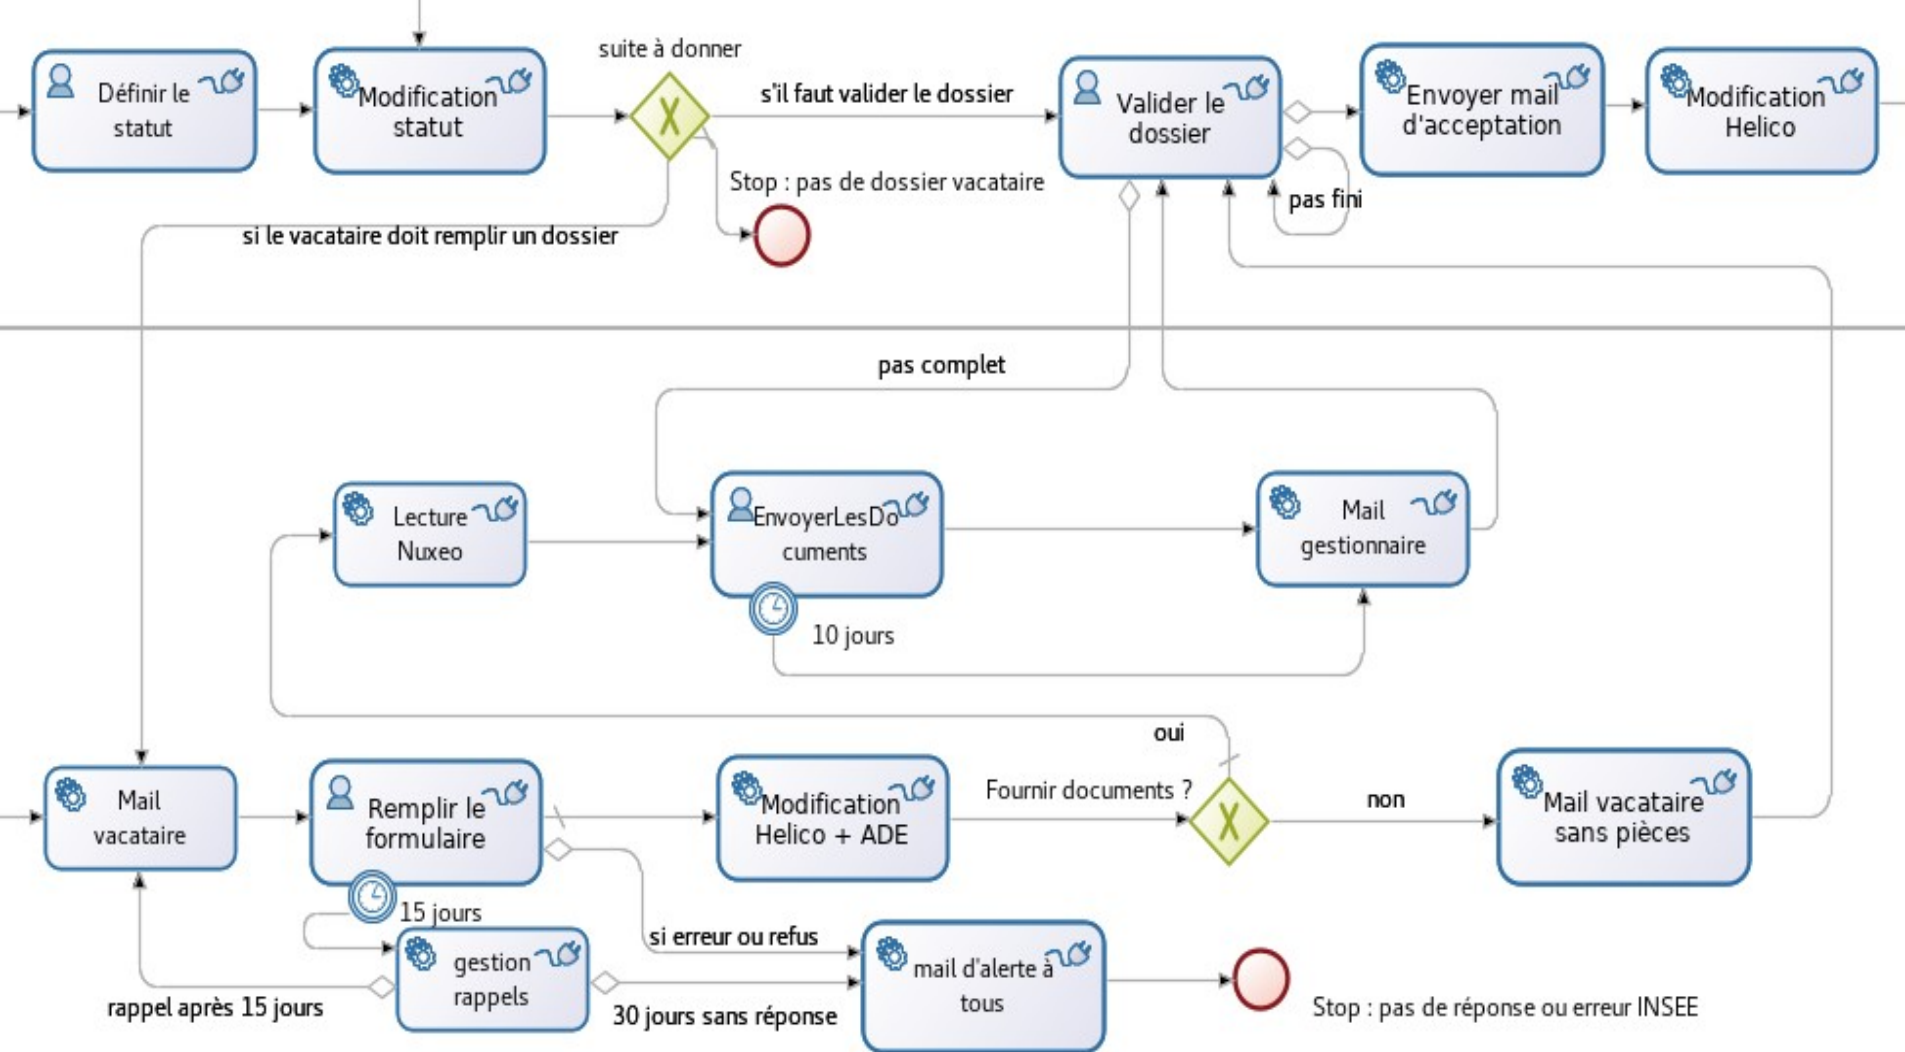 suite à donner
Définir le
statut
Modification
statut
s'il faut valider le dossier
Valider le
dossier
Envoyer mail
d'acceptation
Modification
Helico
Stop : pas de dossier vacataire
pas fini
si le vacataire doit remplir un dossier
pas complet
Lecture
Nuxeo
EnvoyerLesDo
cuments
Mail
gestionnaire
10 jours
oui
Mail
vacataire
Remplir le
formulaire
Modification
Helico + ADE
Fournir documents ?
non
Mail vacataire
sans pièces
15 jours
si erreur ou refus
gestion
rappels
mail d'alerte à
tous
rappel après 15 jours
30 jours sans réponse
Stop : pas de réponse ou erreur INSEE